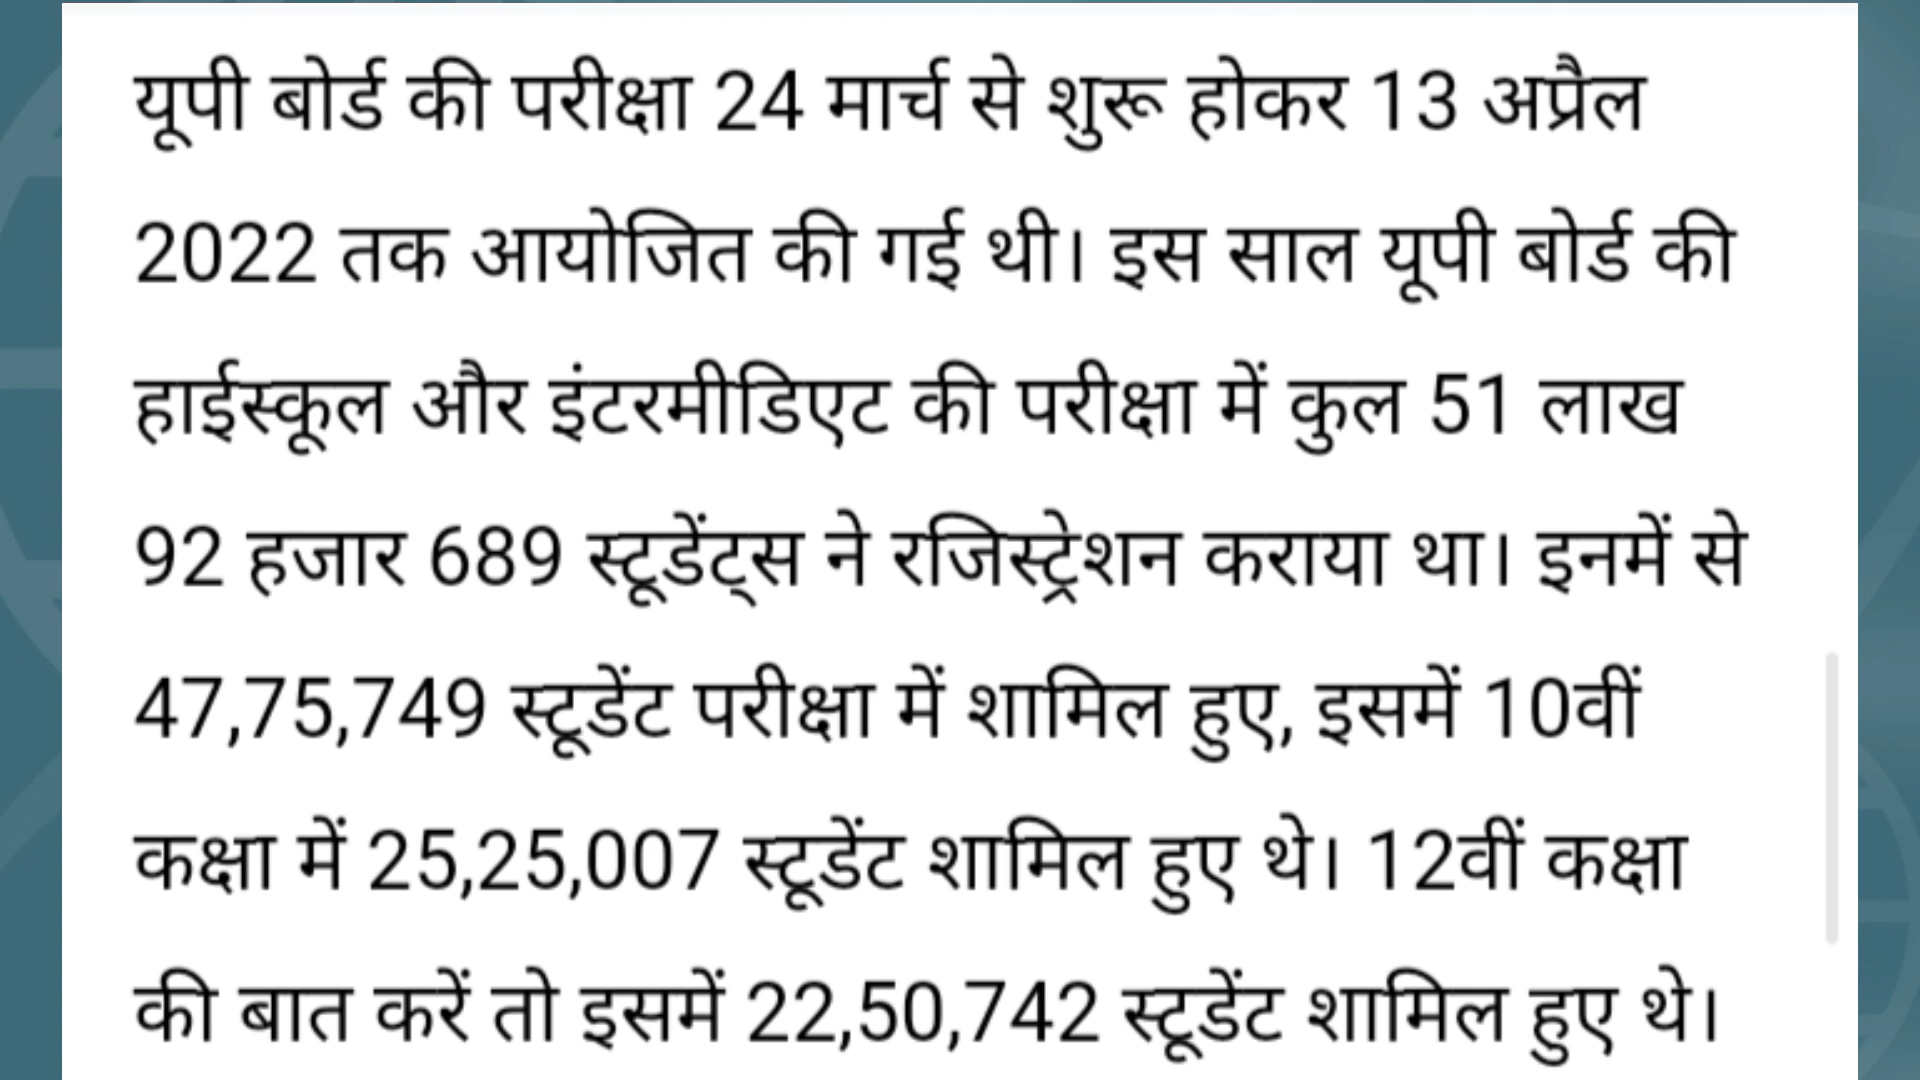 यूपी बोर्ड की परीक्षा 24 मार्च से शुरू होकर 13 अप्रैल
2022 तक आयोजित की गई थी। इस साल यूपी बोर्ड की
हाईस्कूल और इंटरमीडिएट की परीक्षा में कुल 51 लाख
92 हजार 689 स्टूडेंट्स ने रजिस्ट्रेशन कराया था। इनमें से
47,75,749 स्टूडेंट परीक्षा में शामिल हुए, इसमें 10वीं
कक्षा में 25,25,007 स्टूडेंट शामिल हुए थे। 12वीं कक्षा
की बात करें तो इसमें 22,50,742 स्टूडेंट शामिल हुए थे।